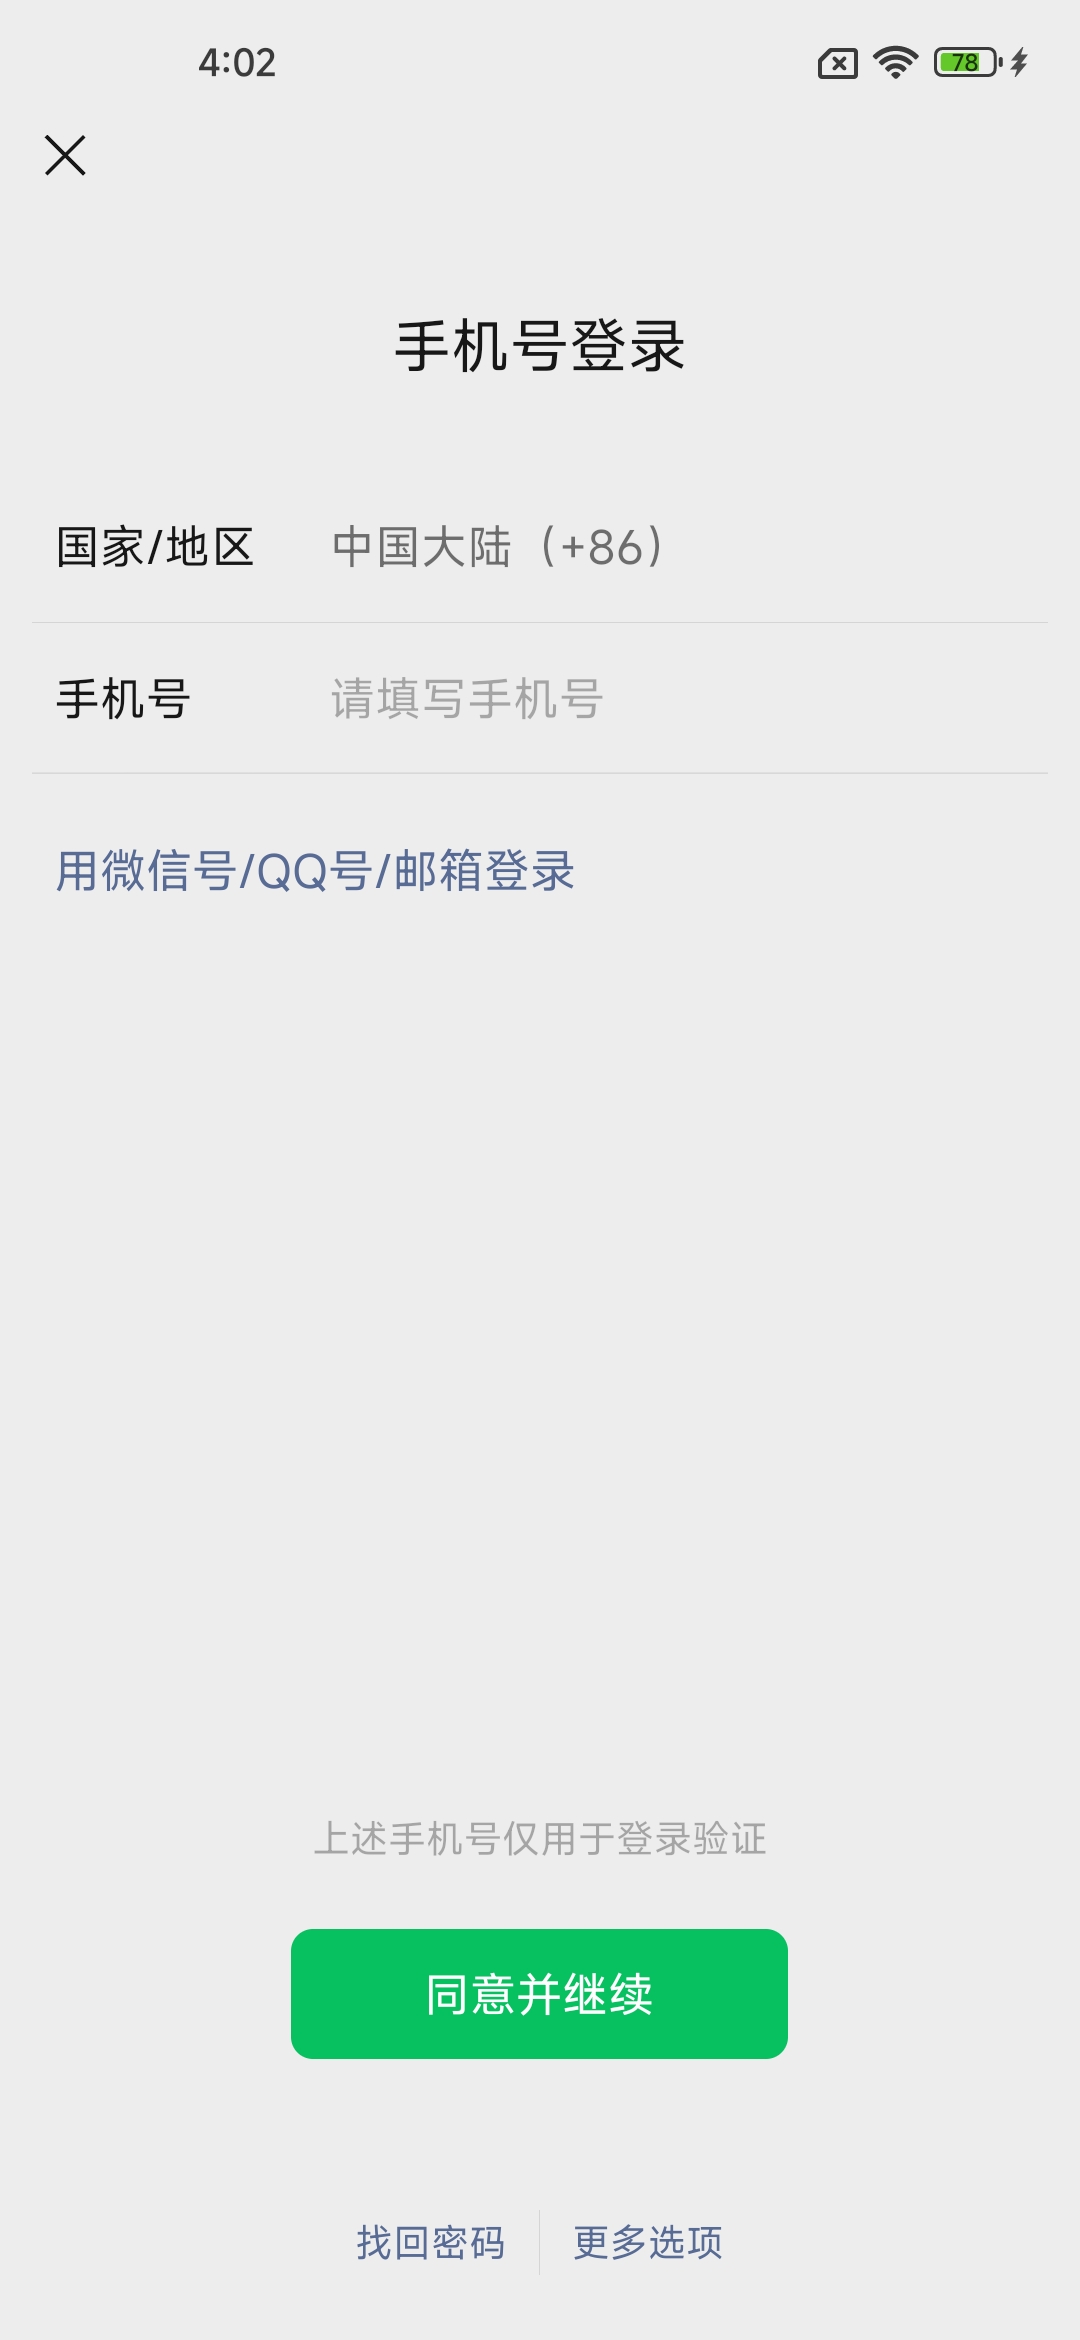 4:02
78
手机号登录
国家/地区 中国大陆（+86）
手机号 请填写手机号
用微信号/QQ号/邮箱登录
上述手机号仅用于登录验证
同意并继续
找回密码 更多选项